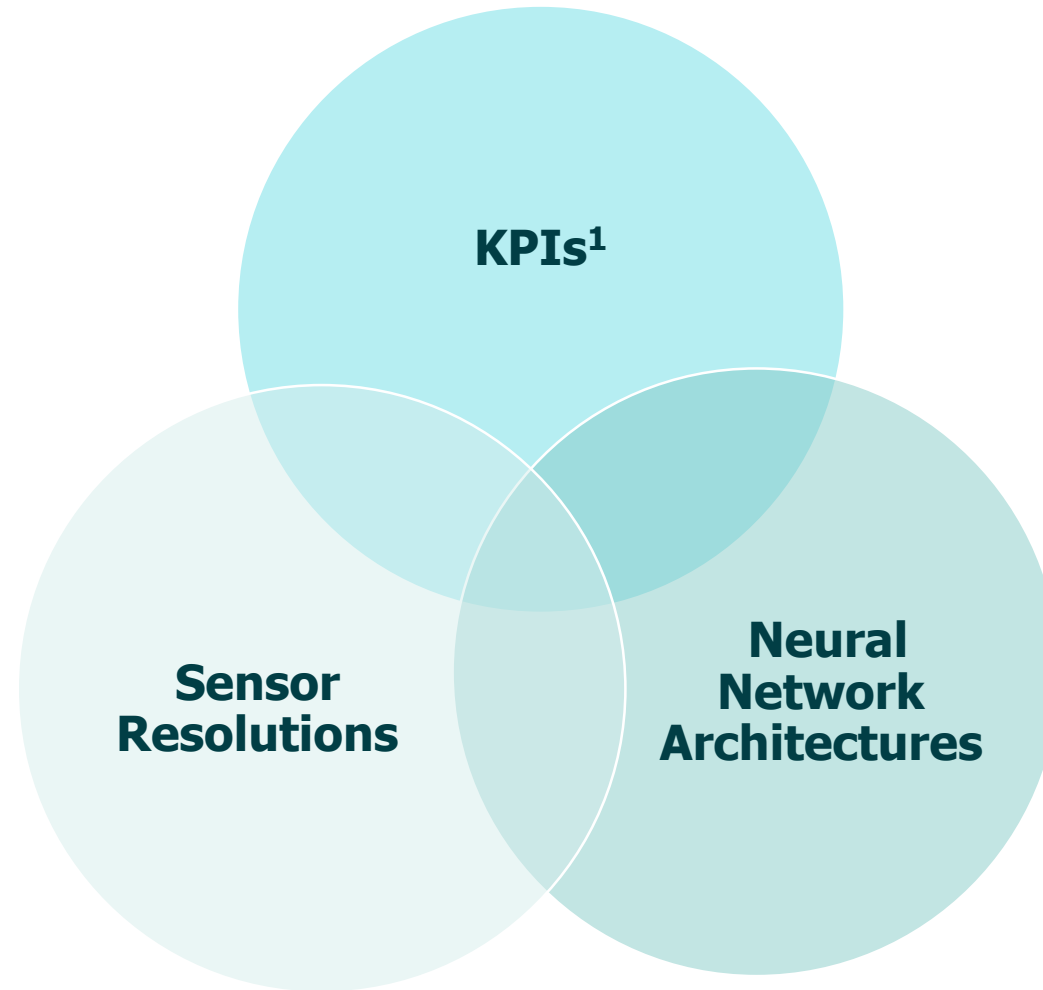 KPIs¹
Sensor
Resolutions
Neural
Network
Architectures